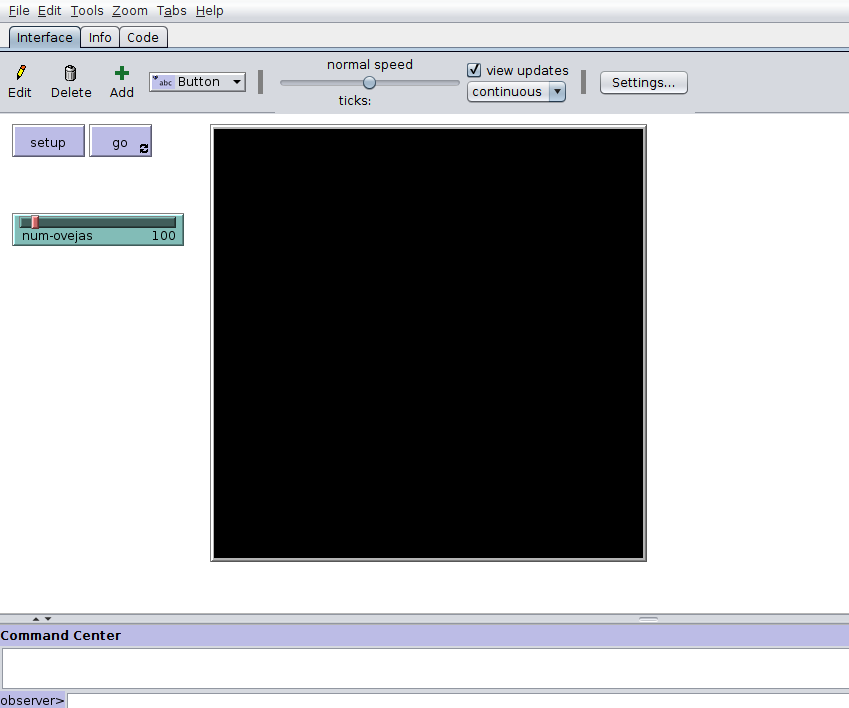 File Edit Tools Zoom Tabs Help
Interface Info Code
normal speed
view updates
abc Button
Edit Delete Add
continuous
Settings...
ticks:
setup go
num-ovejas 100
Command Center
observer>